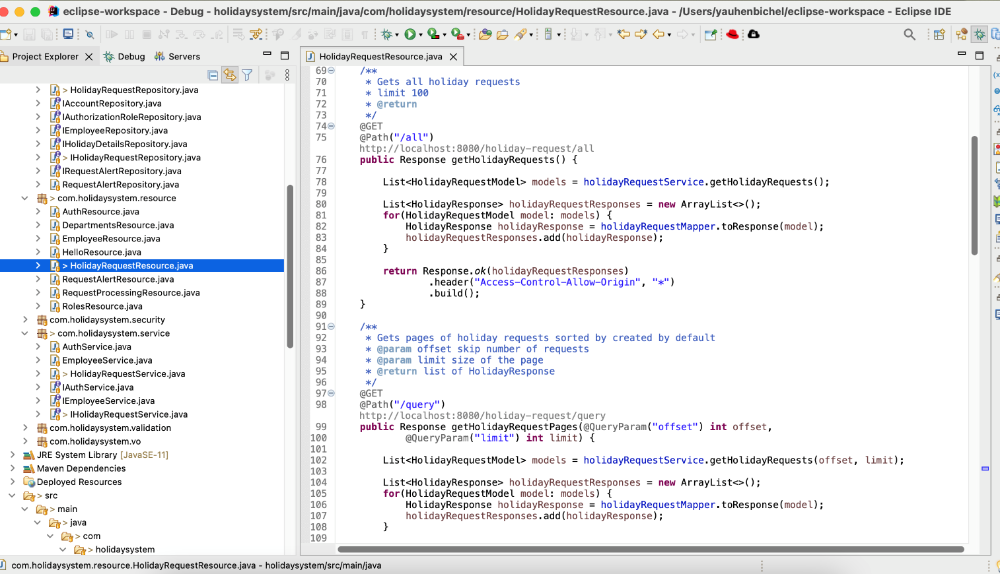 eclipse-workspace - Debug - holidaysystem/src/main/java/com/holidaysystem/resource/HolidayRequestResource.java - /Users/yauhenbichel/eclipse-workspace - Eclipse IDE
Project Explorer
Debug
Servers
> HolidayRequestRepository.java
IAccountRepository.java
IAuthorizationRoleRepository.java
IEmployeeRepository.java
IHolidayDetailsRepository.java
> IHolidayRequestRepository.java
IRequestAlertRepository.java
RequestAlertRepository.java
> com.holidaysystem.resource
AuthResource.java
DepartmentsResource.java
EmployeeResource.java
HelloResource.java
> HolidayRequestResource.java
RequestAlertResource.java
RequestProcessingResource.java
RolesResource.java
com.holidaysystem.security
> com.holidaysystem.service
AuthService.java
EmployeeService.java
> HolidayRequestService.java
IAuthService.java
IEmployeeService.java
> IHolidayRequestService.java
com.holidaysystem.validation
com.holidaysystem.vo
JRE System Library [JavaSE-11]
Maven Dependencies
Deployed Resources
> src
> main
> java
> com
> holidaysystem
HolidayRequestResource.java
69 /**
70 * Gets all holiday requests
71 * limit 100
72 * @return
73 */
74 @GET
75 @Path("/all")
http://localhost:8080/holiday-request/all
76 public Response getHolidayRequests() {
77
78 List<HolidayRequestModel> models = holidayRequestService.getHolidayRequests();
79
80 List<HolidayResponse> holidayRequestResponses = new ArrayList<>();
81 for(HolidayRequestModel model: models) {
82 HolidayResponse holidayResponse = holidayRequestMapper.toResponse(model);
83 holidayRequestResponses.add(holidayResponse);
84 }
85
86 return Response.ok(holidayRequestResponses)
87 .header("Access-Control-Allow-Origin", "*")
88 .build();
89 }
90
91 /**
92 * Gets pages of holiday requests sorted by created by default
93 * @param offset skip number of requests
94 * @param limit size of the page
95 * @return list of HolidayResponse
96 */
97 @GET
98 @Path("/query")
http://localhost:8080/holiday-request/query
99 public Response getHolidayRequestPages(@QueryParam("offset") int offset,
100 @QueryParam("limit") int limit) {
101
102 List<HolidayRequestModel> models = holidayRequestService.getHolidayRequests(offset, limit);
103
104 List<HolidayResponse> holidayRequestResponses = new ArrayList<>();
105 for(HolidayRequestModel model: models) {
106 HolidayResponse holidayResponse = holidayRequestMapper.toResponse(model);
107 holidayRequestResponses.add(holidayResponse);
108 }
109
com.holidaysystem.resource.HolidayRequestResource.java - holidaysystem/src/main/java